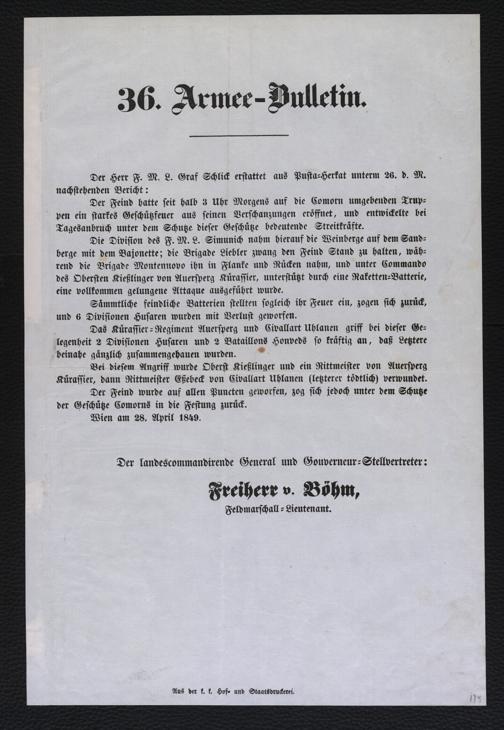 36. Armee-Bulletin.
Der Herr F. M. L. Graf Schlick erstattet aus Pusta-Herkat unterm 26. d. M.
nachstehenden Bericht:
Der Feind hatte seit halb 3 Uhr Morgens auf die Comorn umgebenden Trup-
pen ein starkes Geschützfeuer aus seinen Verschanzungen eröffnet, und entwickelte bei
Tagesanbruch unter dem Schutze dieser Geschütze bedeutende Streitkräfte.
Die Division des F. M. L. Simunich nahm hierauf die Weinberge auf dem Sand-
berge mit dem Bajonette; die Brigade Liebler zwang den Feind Stand zu halten, wäh-
rend die Brigade Montenuovo ihn in Flanke und Rücken nahm, und unter Commando
des Obersten Kießlinger von Auersperg Kürassier, unterstützt durch eine Raketten-Batterie,
eine vollkommen gelungene Attaque ausgeführt wurde.
Sämmtliche feindliche Batterien stellten sogleich ihr Feuer ein, zogen sich zurück,
und 6 Divisionen Husaren wurden mit Verlust geworfen.
Das Kürassier-Regiment Auersperg und Civallart Uhlanen griff bei dieser Ge-
legenheit 2 Divisionen Husaren und 2 Bataillons Honveds so kräftig an, daß Letztere
beinahe gänzlich zusammengehauen wurden.
Bei diesem Angriff wurde Oberst Kießlinger und ein Rittmeister von Auersperg
Kürassier, dann Rittmeister Eßebeck von Civallart Uhlanen (letzterer tödtlich) verwundet.
Der Feind wurde auf allen Puncten geworfen, zog sich jedoch unter dem Schutze
der Geschütze Comorns in die Festung zurück.
Wien am 28. April 1849.
Der landescommandirende General und Gouverneur-Stellvertreter:
Freiherr v. Böhm,
Feldmarschall-Lieutenant.
Aus der k. k. Hof- und Staatsdruckerei.